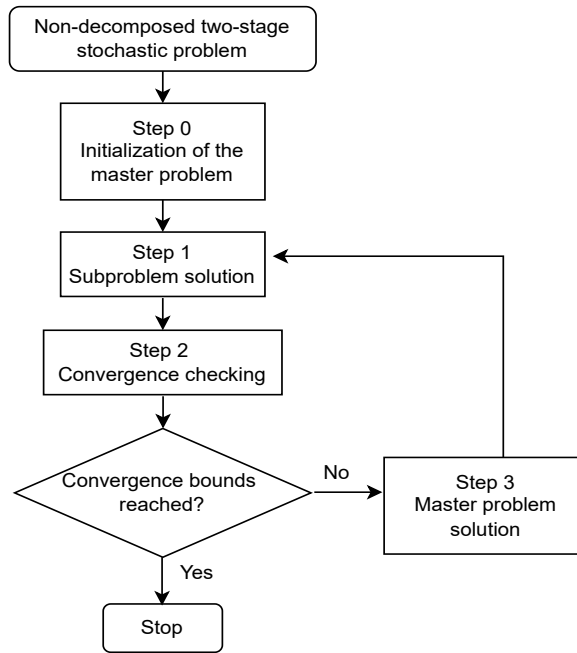 Non-decomposed two-stage
stochastic problem
Step 0
Initialization of the
master problem
Step 1
Subproblem solution
Step 2
Convergence checking
Convergence bounds
reached?
No
Step 3
Master problem
solution
Yes
Stop